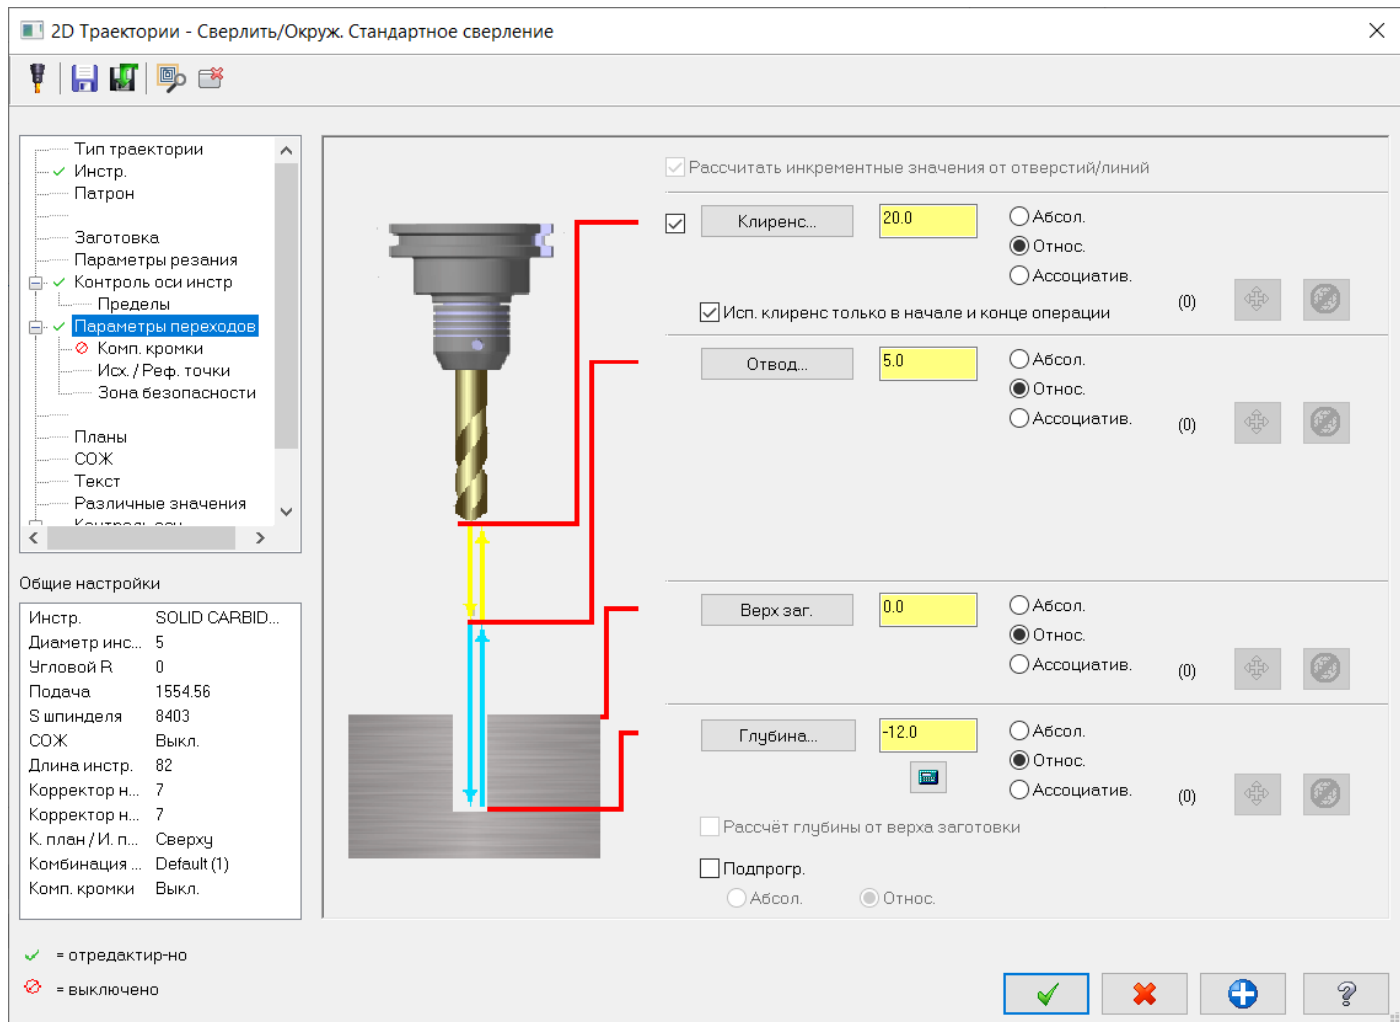 2D Траектории - Сверлить/Окруж. Стандартное сверление
Тип траектории
Инстр.
Патрон
Заготовка
Параметры резания
Контроль оси инстр
Пределы
Параметры переходов
Комп. кромки
Исх. / Реф. точки
Зона безопасности
Планы
СОЖ
Текст
Различные значения
Общие настройки
Инстр. SOLID CARBID...
Диаметр инс... 5
Угловой R 0
Подача 1554.56
S шпинделя 8403
СОЖ Выкл.
Длина инстр. 82
Корректор н... 7
Корректор н... 7
К. план / И. п... Сверху
Комбинация ... Default (1)
Комп. кромки Выкл.
= отредактир-но
= выключено
Рассчитать инкрементные значения от отверстий/линий
Клиренс... 20.0
Абсол.
Относ.
Ассоциатив.
(0)
Исп. клиренс только в начале и конце операции
Отвод... 5.0
Абсол.
Относ.
Ассоциатив.
(0)
Верх заг. 0.0
Абсол.
Относ.
Ассоциатив.
(0)
Глубина... -12.0
Абсол.
Относ.
Ассоциатив.
(0)
Рассчёт глубины от верха заготовки
Подпрогр.
Абсол. Относ.